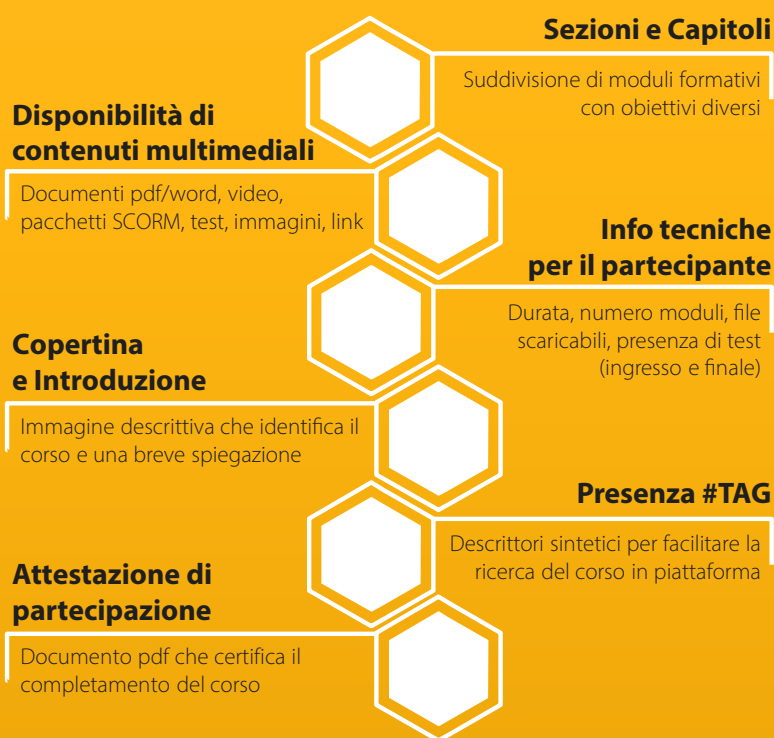 Sezioni e Capitoli
Suddivisione di moduli formativi
con obiettivi diversi
Disponibilità di
contenuti multimediali
Documenti pdf/word, video,
pacchetti SCORM, test, immagini, link
Info tecniche
per il partecipante
Durata, numero moduli, file
scaricabili, presenza di test
(ingresso e finale)
Copertina
e Introduzione
Immagine descrittiva che identifica il
corso e una breve spiegazione
Presenza #TAG
Descrittori sintetici per facilitare la
ricerca del corso in piattaforma
Attestazione di
partecipazione
Documento pdf che certifica il
completamento del corso